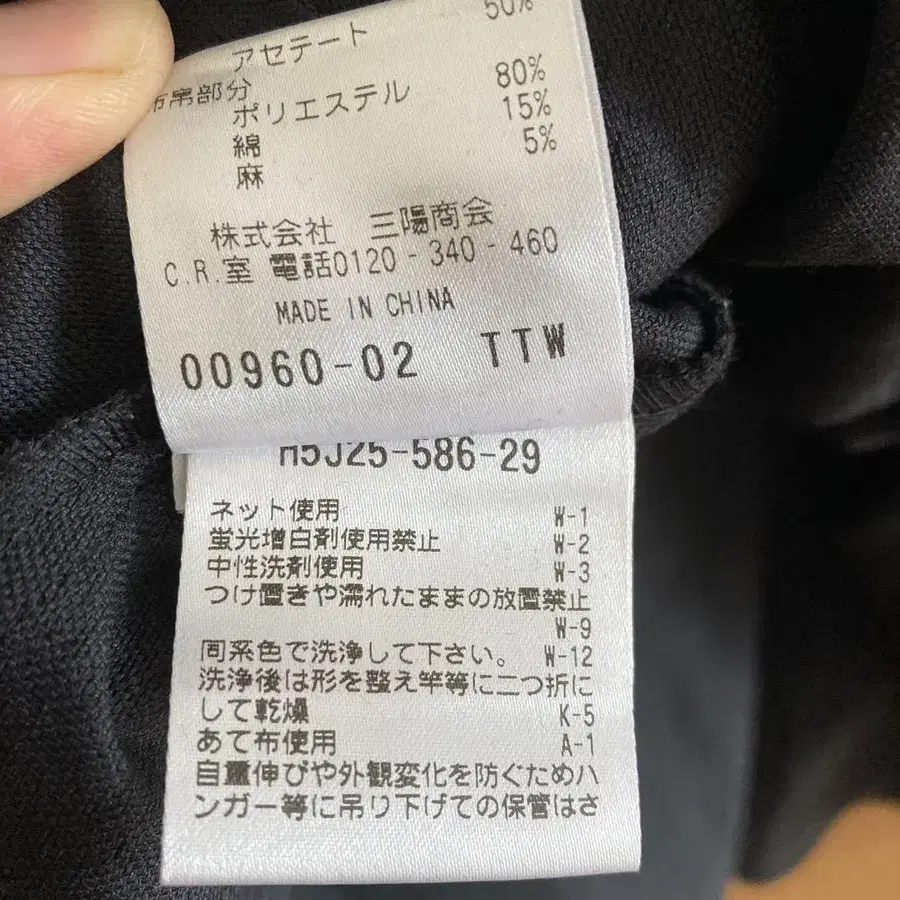 50%
アセテート
布帛部分
ポリエステル 80%
綿 15%
麻 5%
株式会社 三陽商会
C.R.室 電話0120-340-460
MADE IN CHINA
00960-02 TTW
H5J25-586-29
ネット使用 W-1
蛍光増白剤使用禁止 W-2
中性洗剤使用 W-3
つけ置きや濡れたままの放置禁止
W-9
同系色で洗浄して下さい。 W-12
洗浄後は形を整え竿等に二つ折に
して乾燥 K-5
あて布使用 A-1
自重伸びや外観変化を防ぐためハ
ンガー等に吊り下げての保管はさ